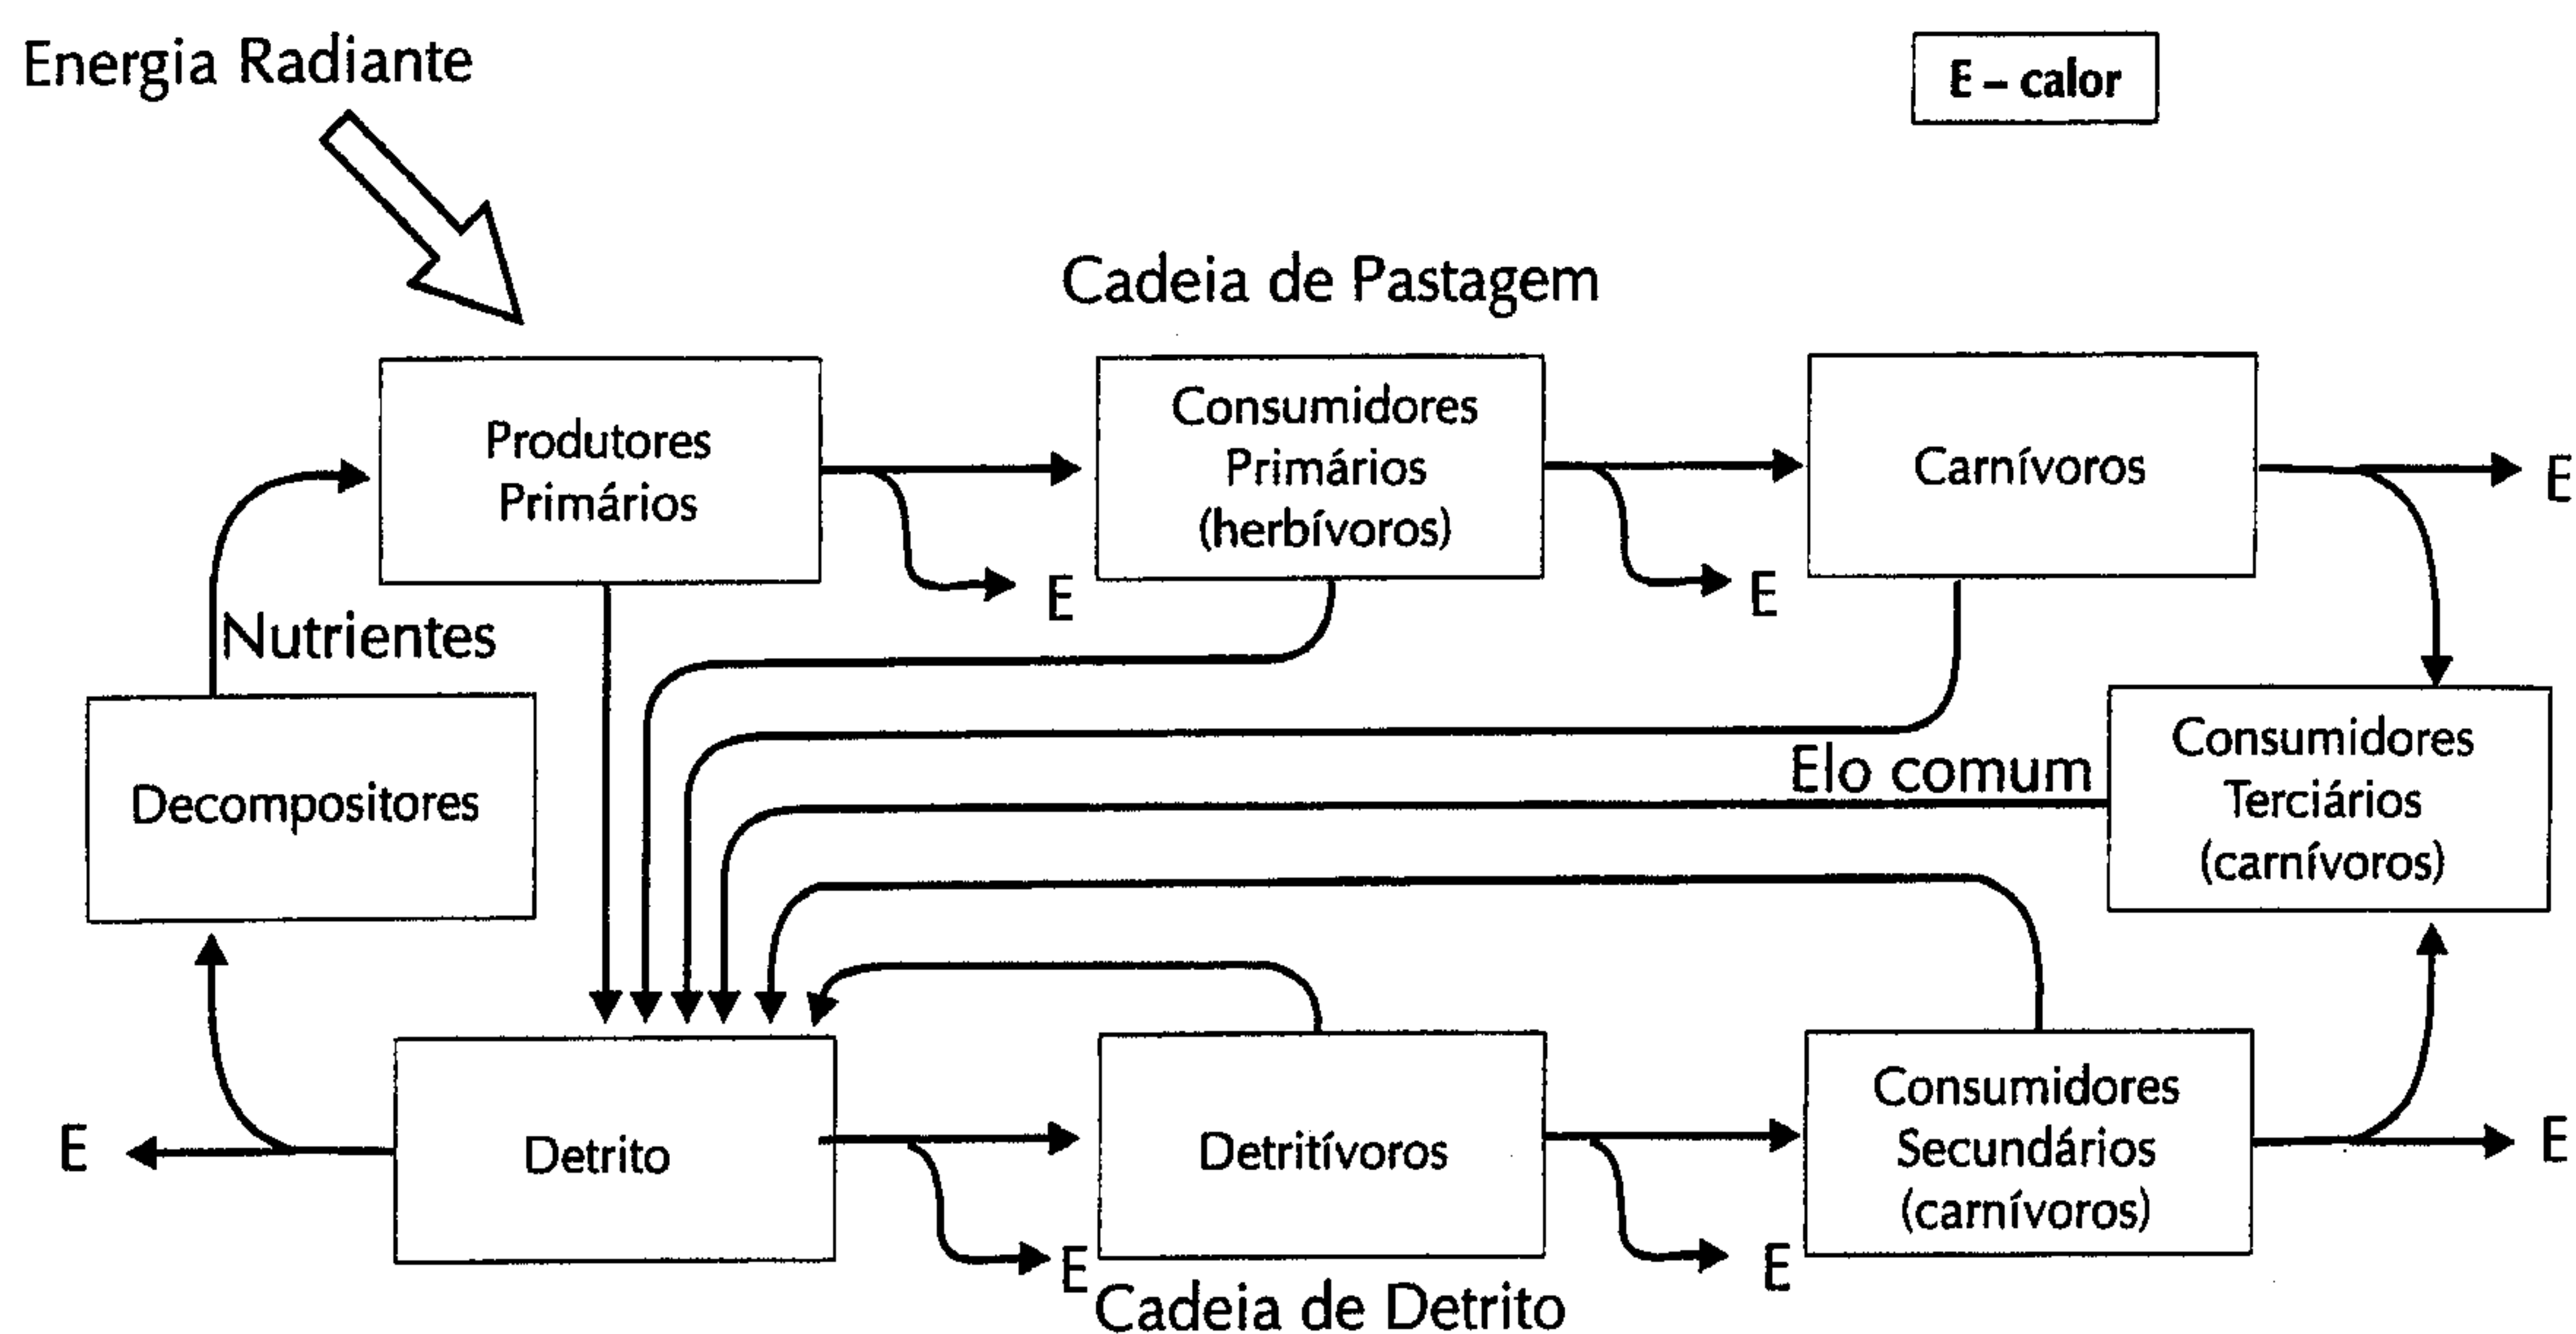 Energia Radiante
E – calor
Cadeia de Pastagem
Produtores
Primários
Consumidores
Primários
(herbívoros)
Carnívoros
E
E
E
Nutrientes
Decompositores
Elo comum
Consumidores
Terciários
(carnívoros)
E
Detrito
E
Detritívoros
E
Consumidores
Secundários
(carnívoros)
E
Cadeia de Detrito